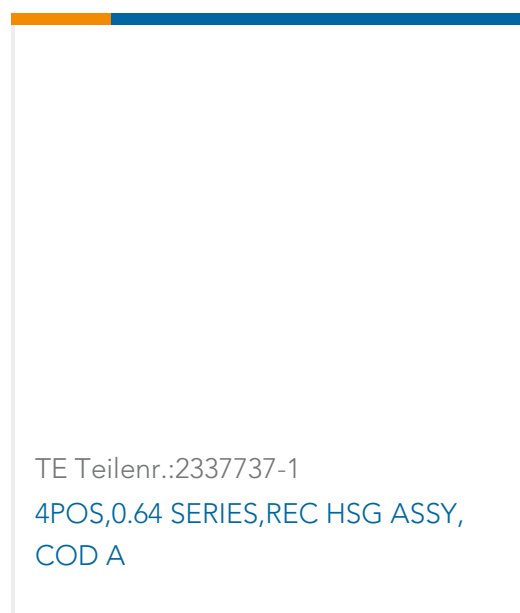 TE Teilenr.:2337737-1
4POS,0.64 SERIES,REC HSG ASSY,
COD A